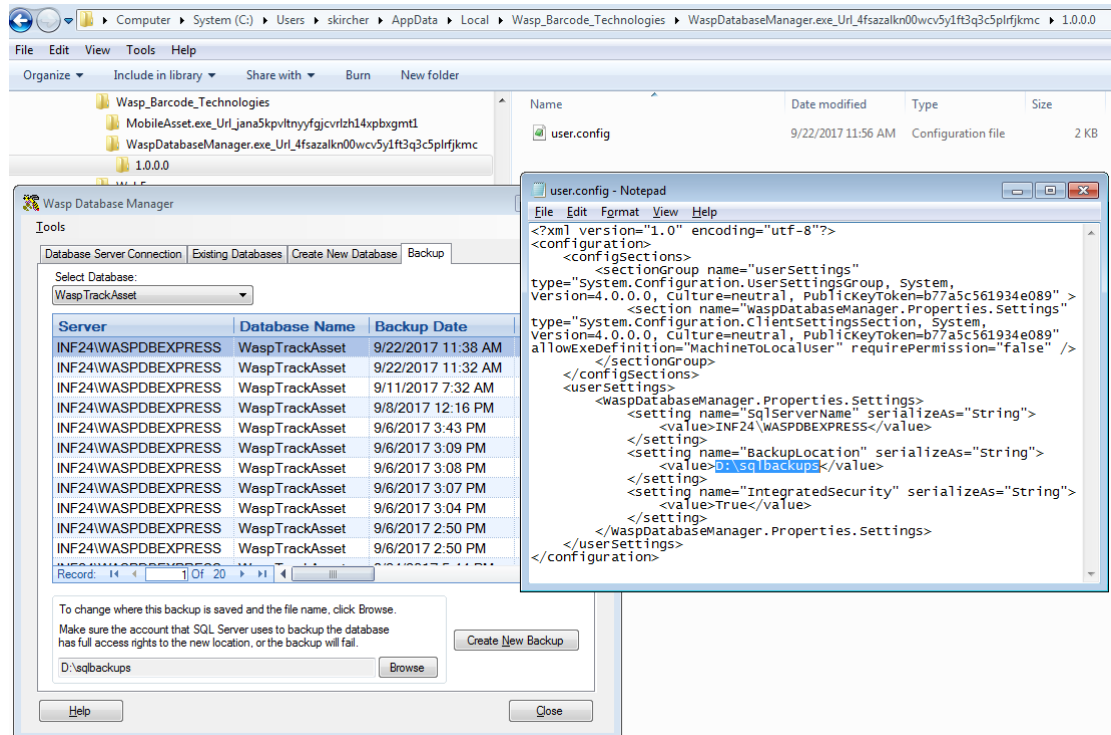 Computer ▸ System (C:) ▸ Users ▸ skircher ▸ AppData ▸ Local ▸ Wasp_Barcode_Technologies ▸ WaspDatabaseManager.exe_Url_4fsazalkn00wcv5y1ft3q3c5plrfjkmc ▸ 1.0.0.0
File Edit View Tools Help
Organize Include in library Share with Burn New folder
Wasp_Barcode_Technologies
MobileAsset.exe_Url_jana5kpvltnyyfgjcvrlzh14xpbxgmt1
WaspDatabaseManager.exe_Url_4fsazalkn00wcv5y1ft3q3c5plrfjkmc
1.0.0.0
Name Date modified Type Size
user.config 9/22/2017 11:56 AM Configuration file 2 KB
Wasp Database Manager
Tools
Database Server Connection Existing Databases Create New Database Backup
Select Database:
WaspTrackAsset
Server Database Name Backup Date
INF24\WASPDBEXPRESS WaspTrackAsset 9/22/2017 11:38 AM
INF24\WASPDBEXPRESS WaspTrackAsset 9/22/2017 11:32 AM
INF24\WASPDBEXPRESS WaspTrackAsset 9/11/2017 7:32 AM
INF24\WASPDBEXPRESS WaspTrackAsset 9/8/2017 12:16 PM
INF24\WASPDBEXPRESS WaspTrackAsset 9/6/2017 3:43 PM
INF24\WASPDBEXPRESS WaspTrackAsset 9/6/2017 3:09 PM
INF24\WASPDBEXPRESS WaspTrackAsset 9/6/2017 3:08 PM
INF24\WASPDBEXPRESS WaspTrackAsset 9/6/2017 3:07 PM
INF24\WASPDBEXPRESS WaspTrackAsset 9/6/2017 3:04 PM
INF24\WASPDBEXPRESS WaspTrackAsset 9/6/2017 2:50 PM
INF24\WASPDBEXPRESS WaspTrackAsset 9/6/2017 2:50 PM
Record: 1 Of 20
To change where this backup is saved and the file name, click Browse.
Make sure the account that SQL Server uses to backup the database
has full access rights to the new location, or the backup will fail.
D:\sqlbackups Browse
Create New Backup
Help Close
user.config - Notepad
File Edit Format View Help
<?xml version="1.0" encoding="utf-8"?>
<configuration>
<configSections>
<sectionGroup name="userSettings"
type="System.Configuration.UserSettingsGroup, System,
Version=4.0.0.0, Culture=neutral, PublicKeyToken=b77a5c561934e089" >
<section name="WaspDatabaseManager.Properties.Settings"
type="System.Configuration.ClientSettingsSection, System,
Version=4.0.0.0, Culture=neutral, PublicKeyToken=b77a5c561934e089"
allowExeDefinition="MachineToLocalUser" requirePermission="false" />
</sectionGroup>
</configSections>
<userSettings>
<WaspDatabaseManager.Properties.Settings>
<setting name="SqlServerName" serializeAs="String">
<value>INF24\WASPDBEXPRESS</value>
</setting>
<setting name="BackupLocation" serializeAs="String">
<value>D:\sqlbackups</value>
</setting>
<setting name="IntegratedSecurity" serializeAs="String">
<value>True</value>
</setting>
</WaspDatabaseManager.Properties.Settings>
</userSettings>
</configuration>